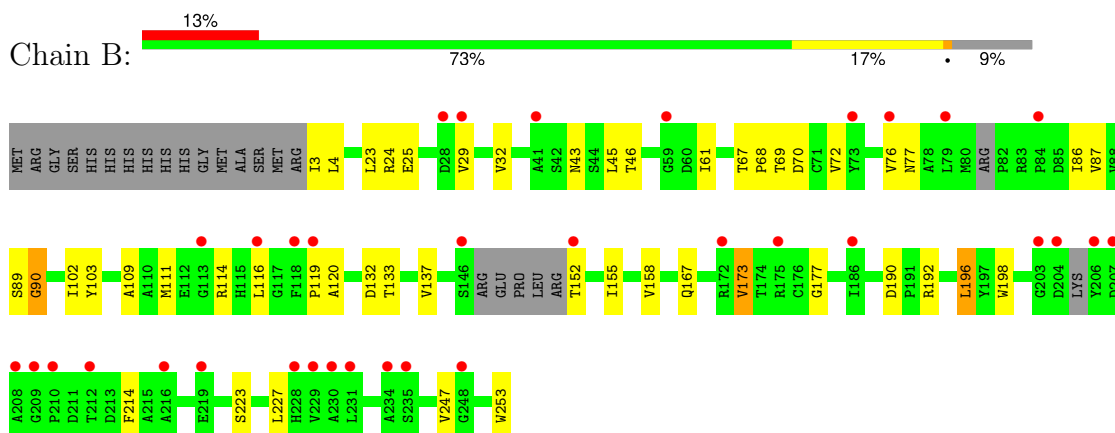 13%
Chain B:
73% 17% • 9%
MET ARG GLY SER HIS HIS HIS HIS HIS HIS GLY MET ALA SER MET ARG I3 L4 L23 R24 E25 D28 V29 V32 A41 S42 N43 S44 L45 T46 G59 D60 I61 T67 P68 T69 D70 C71 V72 Y73 V76 N77 A78 L79 M80 ARG P82 R83 P84 D85 I86 V87 V88
S89 G90 I102 Y103 A109 A110 M111 E112 G113 R114 H115 L116 G117 F118 P119 A120 D132 T133 V137 S146 ARG GLU PRO LEU ARG T152 I155 V158 Q167 R172 V173 T174 R175 C176 G177 I186 D190 P191 R192 L196 Y197 W198 G203 D204 LYS Y206 D207
A208 G209 P210 D211 T212 D213 F214 A215 A216 E219 S223 L227 H228 V229 A230 L231 A234 S235 V247 G248 W253